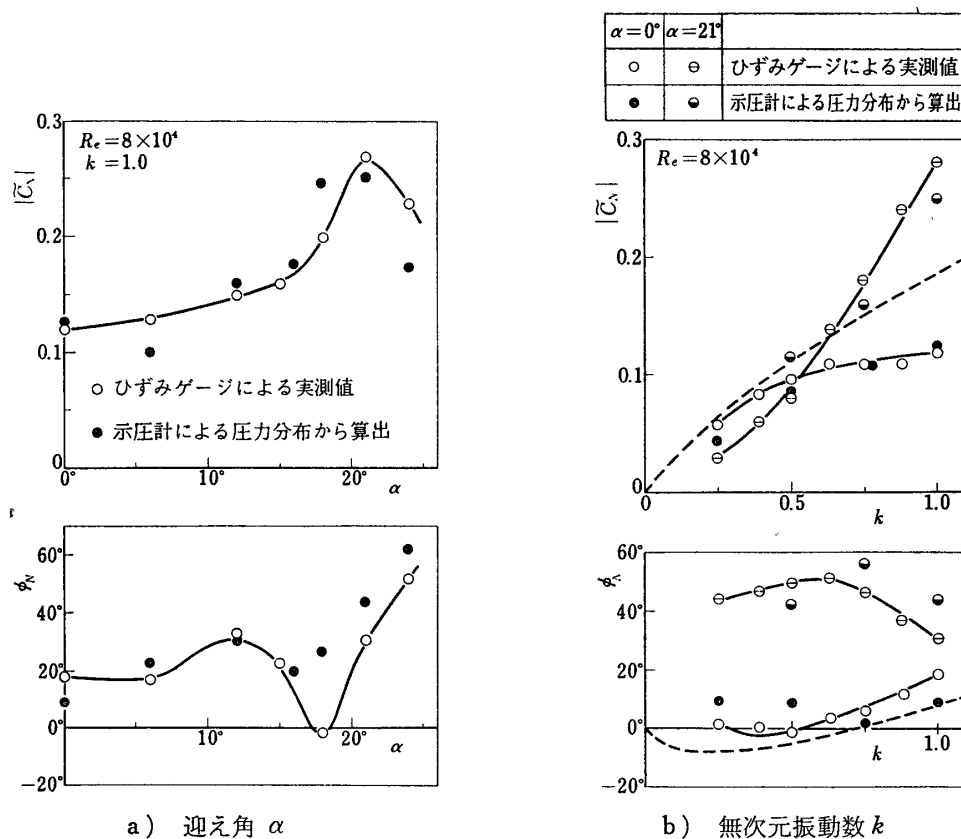 α=0° α=21°
○ ⊖ ひずみゲージによる実測値
● ◒ 示圧計による圧力分布から算出
0.3
Re=8×10⁴
k=1.0
|C̃N|
0.2
0.1
○ ひずみゲージによる実測値
● 示圧計による圧力分布から算出
0
0° 10° 20° α
60°
φN
40°
20°
0°
10° 20° α
−20°
a) 迎え角 α
0.3
Re=8×10⁴
|C̃N|
0.2
0.1
0
0 0.5 1.0
k
60°
φN
40°
20°
0°
0.5 k 1.0
−20°
b) 無次元振動数 k